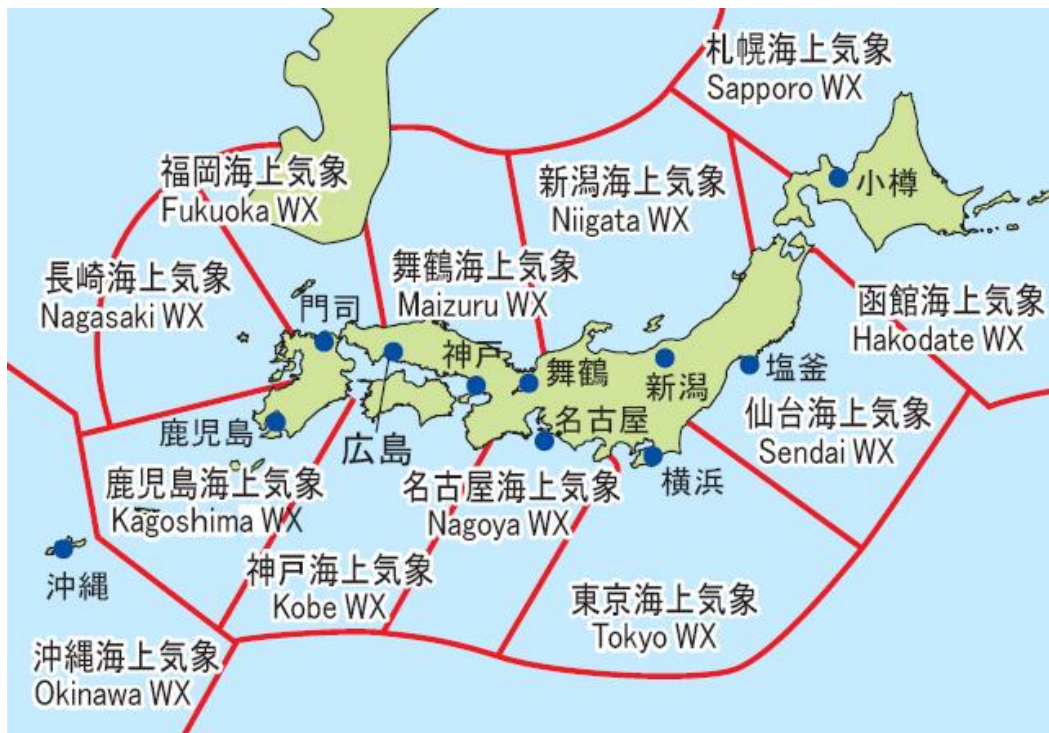 札幌海上気象
Sapporo WX
福岡海上気象
Fukuoka WX
新潟海上気象
Niigata WX
小樽
長崎海上気象
Nagasaki WX
舞鶴海上気象
Maizuru WX
函館海上気象
Hakodate WX
門司
神戸
舞鶴
新潟
塩釜
鹿児島
広島
名古屋
仙台海上気象
Sendai WX
横浜
鹿児島海上気象
Kagoshima WX
名古屋海上気象
Nagoya WX
沖縄
神戸海上気象
Kobe WX
東京海上気象
Tokyo WX
沖縄海上気象
Okinawa WX